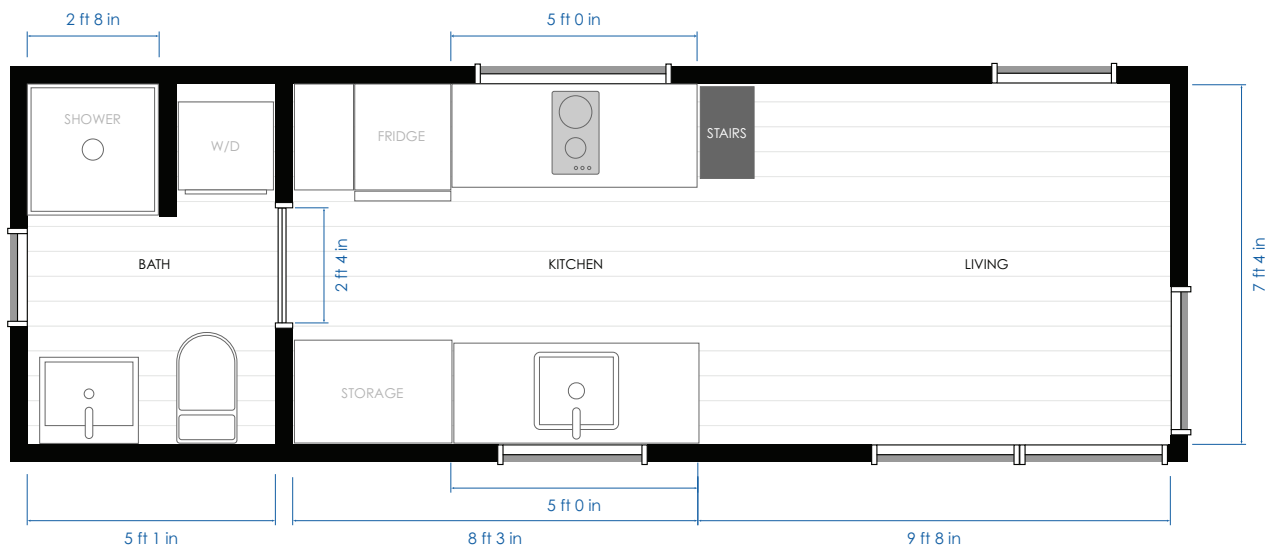 2 ft 8 in
5 ft 0 in
SHOWER
W/D
FRIDGE
STAIRS
BATH
2 ft 4 in
KITCHEN
LIVING
7 ft 4 in
STORAGE
5 ft 0 in
5 ft 1 in
8 ft 3 in
9 ft 8 in